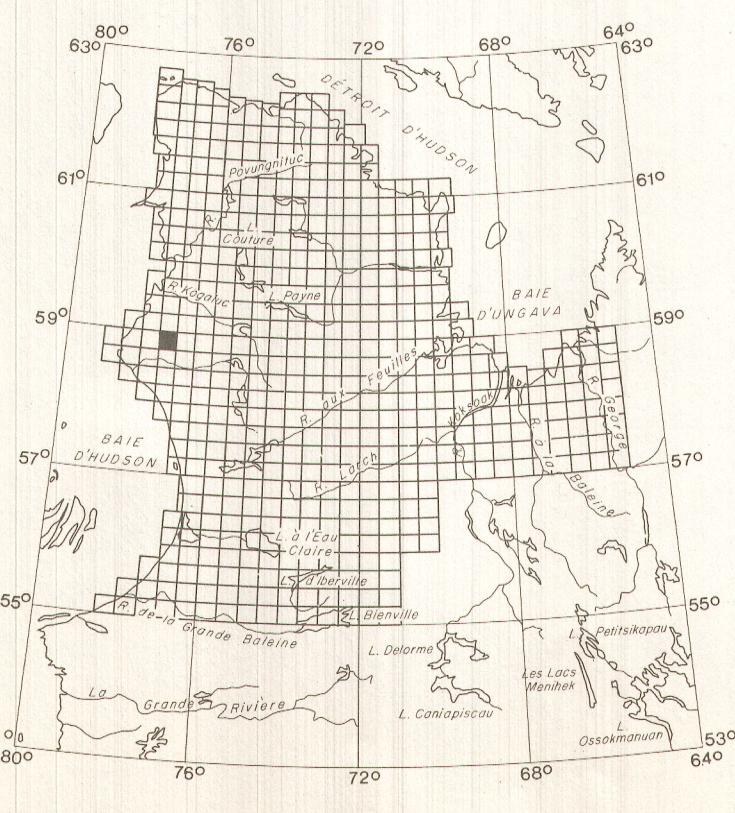 80°
76°
72°
68°
64°
63°
63°
DÉTROIT D'HUDSON
Povungnituc
R.
61°
61°
L.
Couture
R. Kogaluc
L. Payne
BAIE
D'UNGAVA
59°
59°
R. aux Feuilles
Koksoak
R.
R. à la Baleine
R. George
BAIE
D'HUDSON
57°
57°
R. Larch
L. à l'Eau
Claire
L. d'Iberville
55°
55°
R. de-la Grande Baleine
L. Bienville
L. Delorme
L. Petitsikapau
Les Lacs
Menihek
La Grande Rivière
L. Caniapiscau
L.
Ossokmanuan
53°
80°
76°
72°
68°
64°